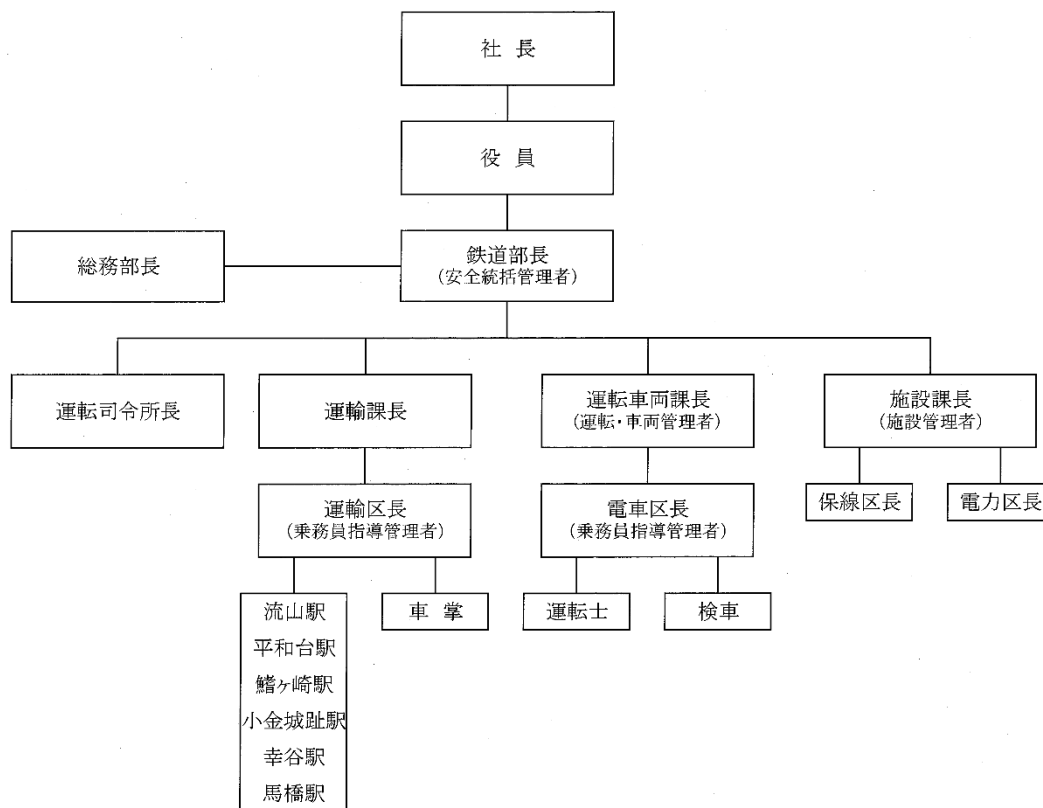 社 長
役 員
総務部長
鉄道部長
(安全統括管理者)
運転司令所長
運輸課長
運転車両課長
(運転・車両管理者)
施設課長
(施設管理者)
運輸区長
(乗務員指導管理者)
電車区長
(乗務員指導管理者)
保線区長
電力区長
流山駅
平和台駅
鰭ヶ崎駅
小金城趾駅
幸谷駅
馬橋駅
車 掌
運転士
検車